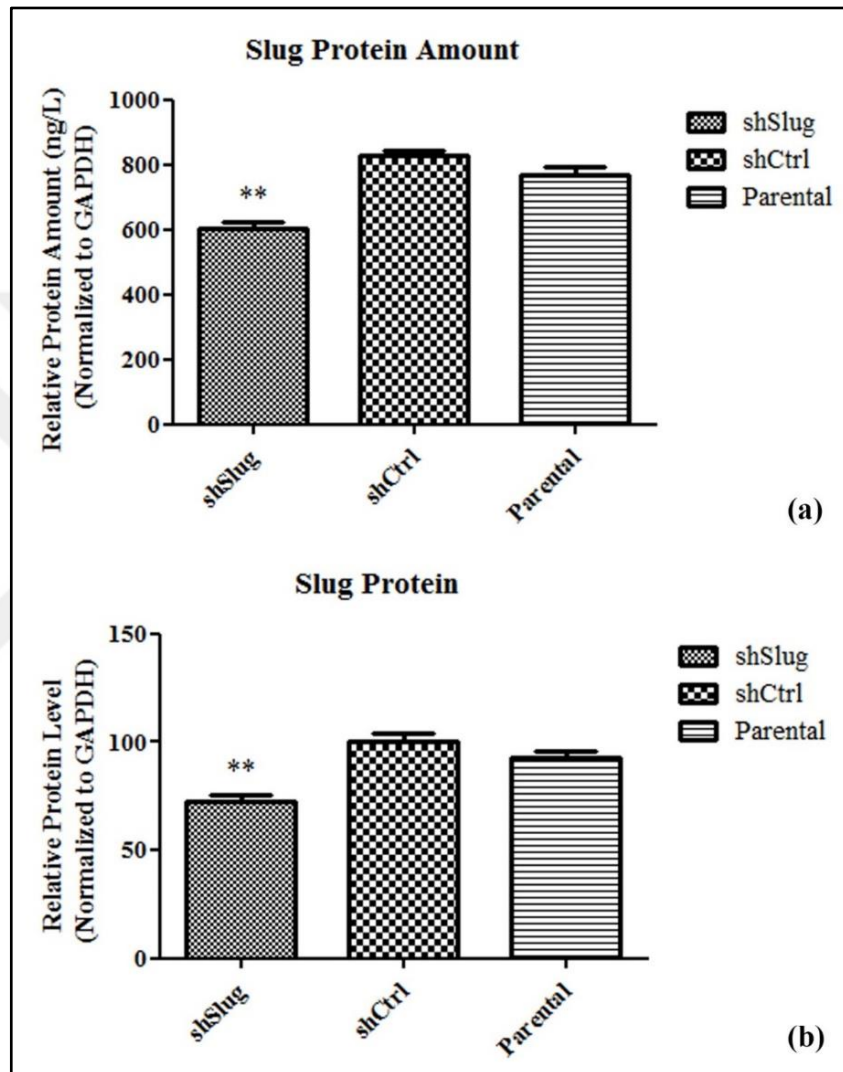 Slug Protein Amount
Relative Protein Amount (ng/L)
(Normalized to GAPDH)
1000
800
600
400
200
0
**
shSlug
shCtrl
Parental
shSlug
shCtrl
Parental
(a)
Slug Protein
Relative Protein Level
(Normalized to GAPDH)
150
100
50
0
**
shSlug
shCtrl
Parental
shSlug
shCtrl
Parental
(b)